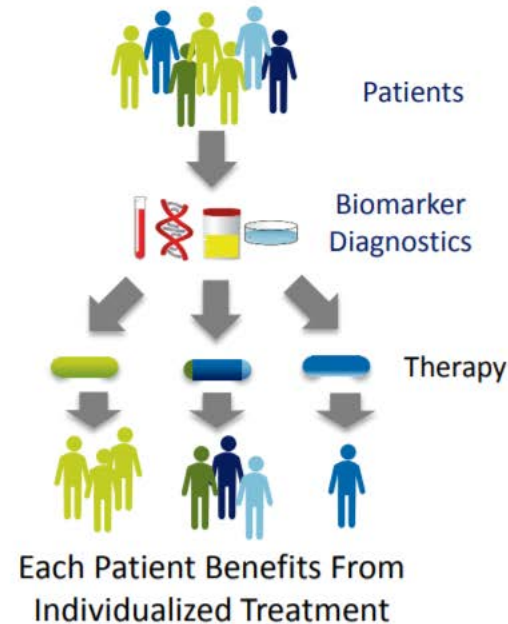 Patients
Biomarker
Diagnostics
Therapy
Each Patient Benefits From
Individualized Treatment